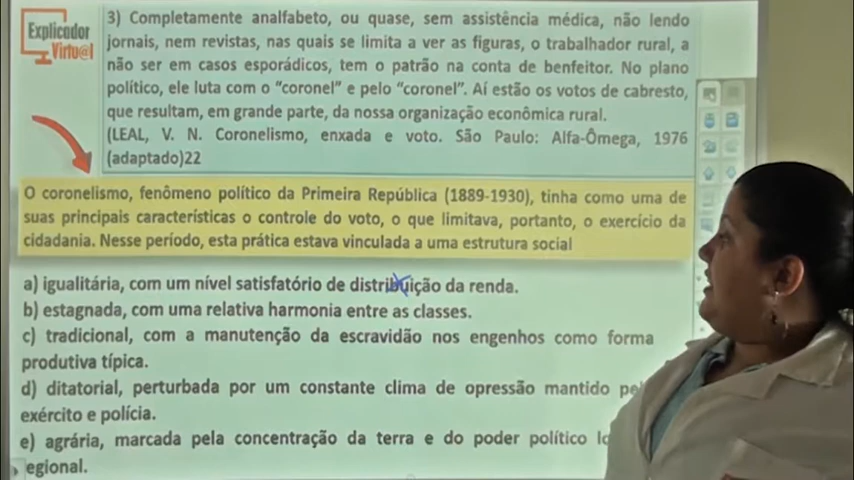 Explicador
Virtu@l
3) Completamente analfabeto, ou quase, sem assistência médica, não lendo
jornais, nem revistas, nas quais se limita a ver as figuras, o trabalhador rural, a
não ser em casos esporádicos, tem o patrão na conta de benfeitor. No plano
político, ele luta com o “coronel” e pelo “coronel”. Aí estão os votos de cabresto,
que resultam, em grande parte, da nossa organização econômica rural.
(LEAL, V. N. Coronelismo, enxada e voto. São Paulo: Alfa-Ômega, 1976
(adaptado)22
O coronelismo, fenômeno político da Primeira República (1889-1930), tinha como uma de
suas principais características o controle do voto, o que limitava, portanto, o exercício da
cidadania. Nesse período, esta prática estava vinculada a uma estrutura social
a) igualitária, com um nível satisfatório de distribuição da renda.
b) estagnada, com uma relativa harmonia entre as classes.
c) tradicional, com a manutenção da escravidão nos engenhos como forma
produtiva típica.
d) ditatorial, perturbada por um constante clima de opressão mantido pe
exército e polícia.
e) agrária, marcada pela concentração da terra e do poder político lo
egional.